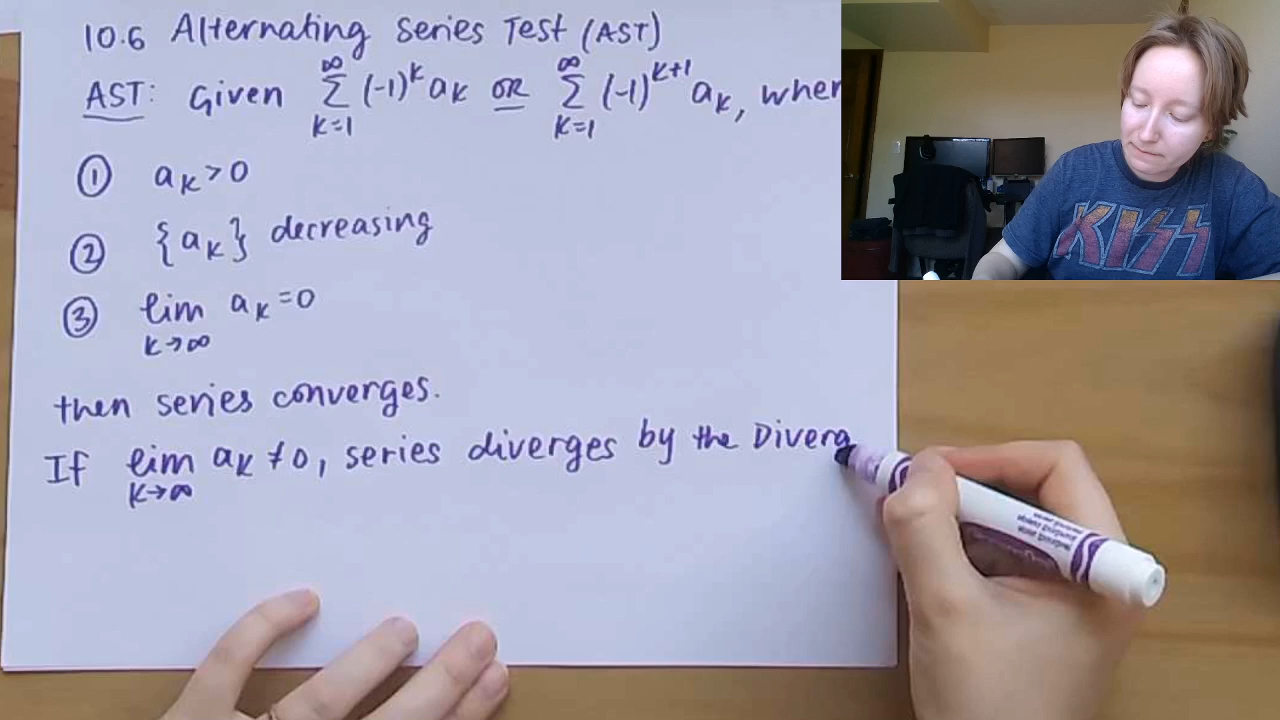 10.6 Alternating Series Test (AST)
AST: Given ∞ Σ k=1 (-1)^k a_k OR ∞ Σ k=1 (-1)^{k+1} a_k, wher
① a_k > 0
② {a_k} decreasing
③ lim k→∞ a_k = 0
then series converges.
If lim k→∞ a_k ≠ 0, series diverges by the Diverg
KISS